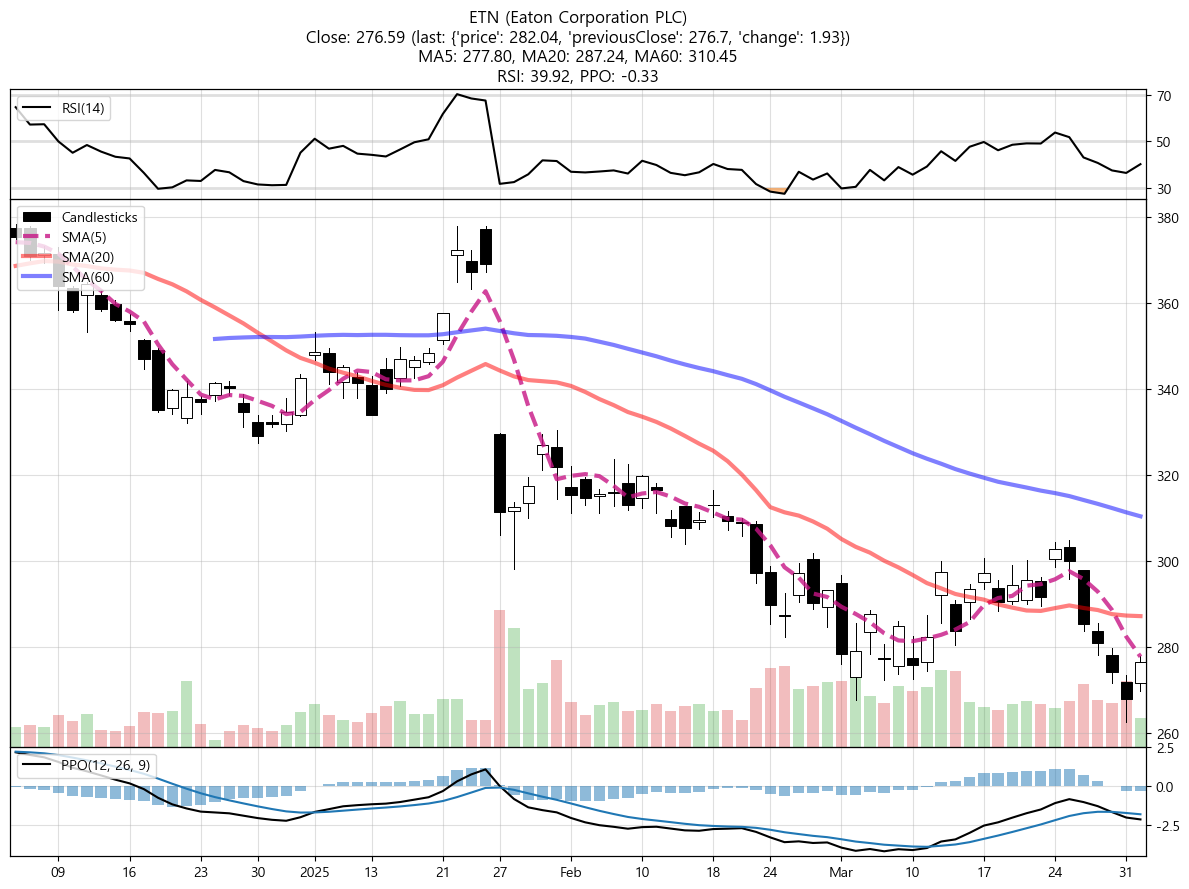 ETN (Eaton Corporation PLC)
Close: 276.59 (last: {'price': 282.04, 'previousClose': 276.7, 'change': 1.93})
MA5: 277.80, MA20: 287.24, MA60: 310.45
RSI: 39.92, PPO: -0.33
RSI(14)
70
50
30
Candlesticks
SMA(5)
SMA(20)
SMA(60)
380
360
340
320
300
280
260
PPO(12, 26, 9)
2.5
0.0
-2.5
09 16 23 30 2025 13 21 27 Feb 10 18 24 Mar 10 17 24 31